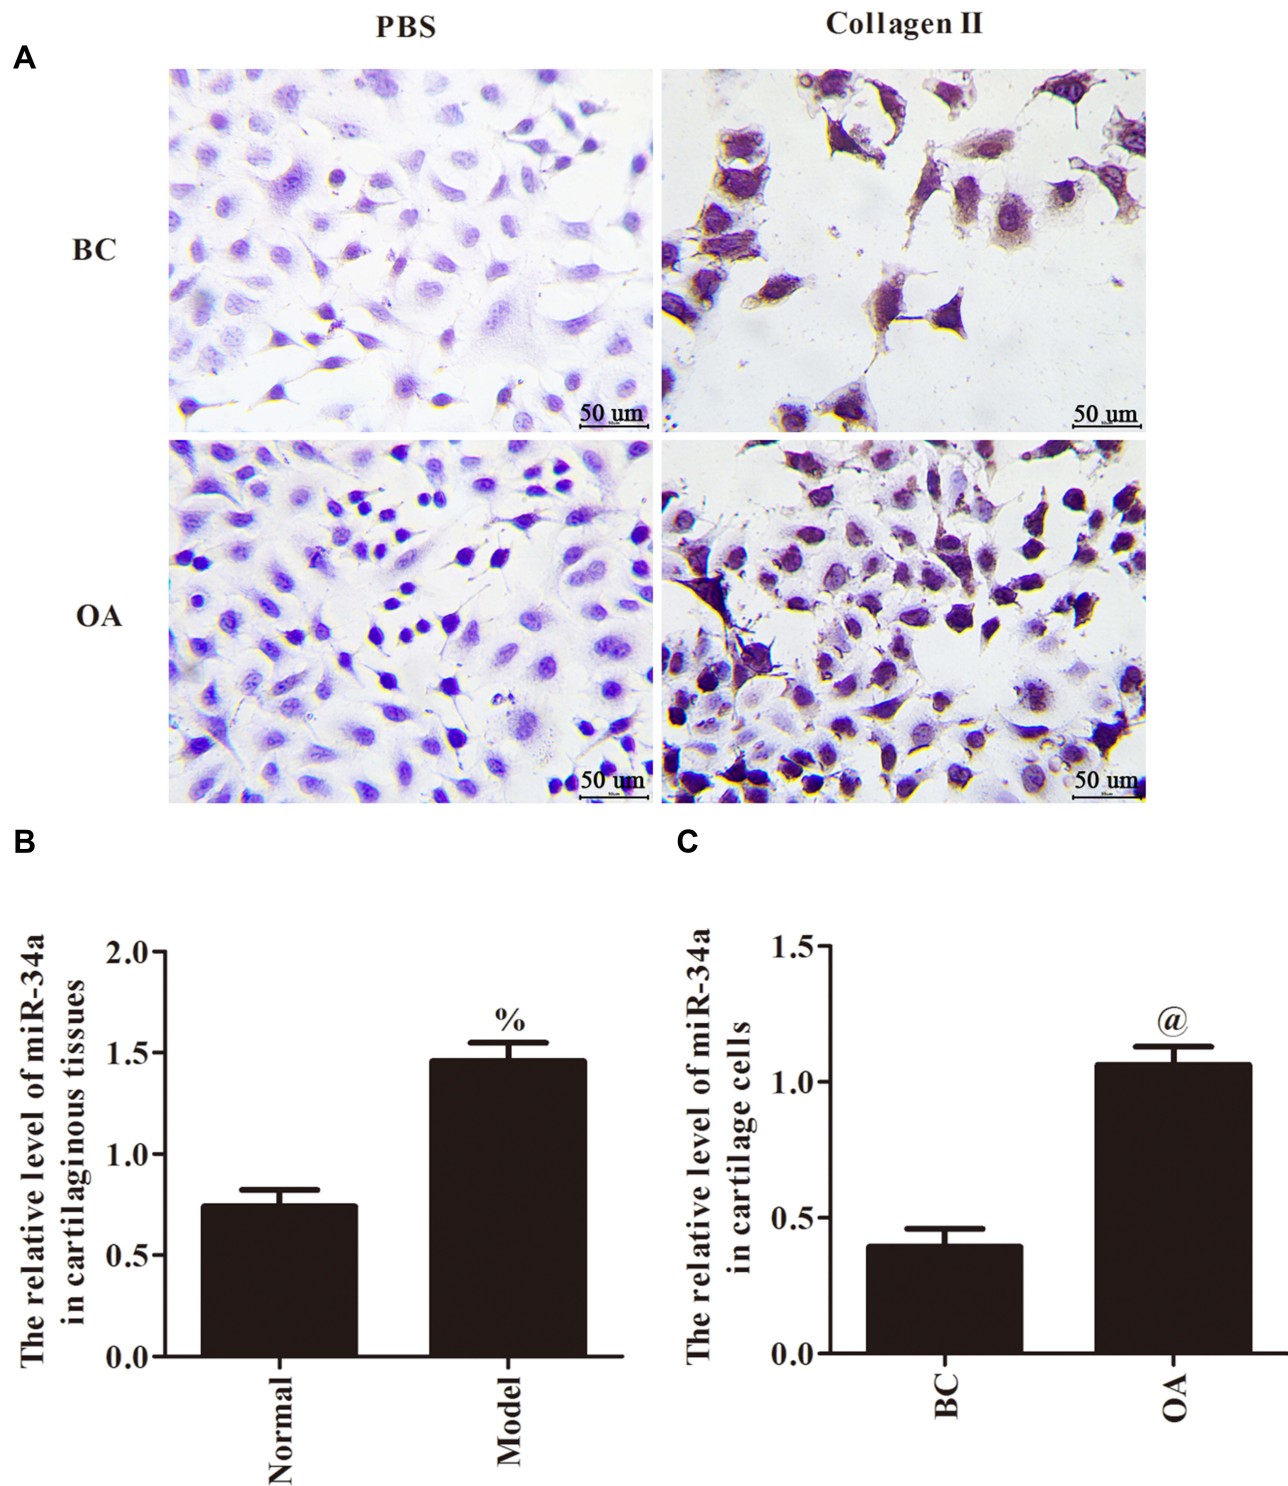 PBS
Collagen II
A
BC
50 um
50 um
OA
50 um
50 um
B
C
The relative level of miR-34a
in cartilaginous tissues
2.0
1.5
1.0
0.5
0.0
%
Normal
Model
The relative level of miR-34a
in cartilage cells
1.5
1.0
0.5
0.0
@
BC
OA